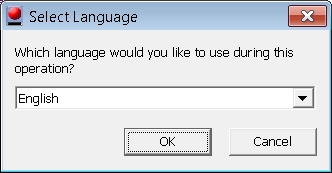 Select Language
Which language would you like to use during this
operation?
English
OK
Cancel